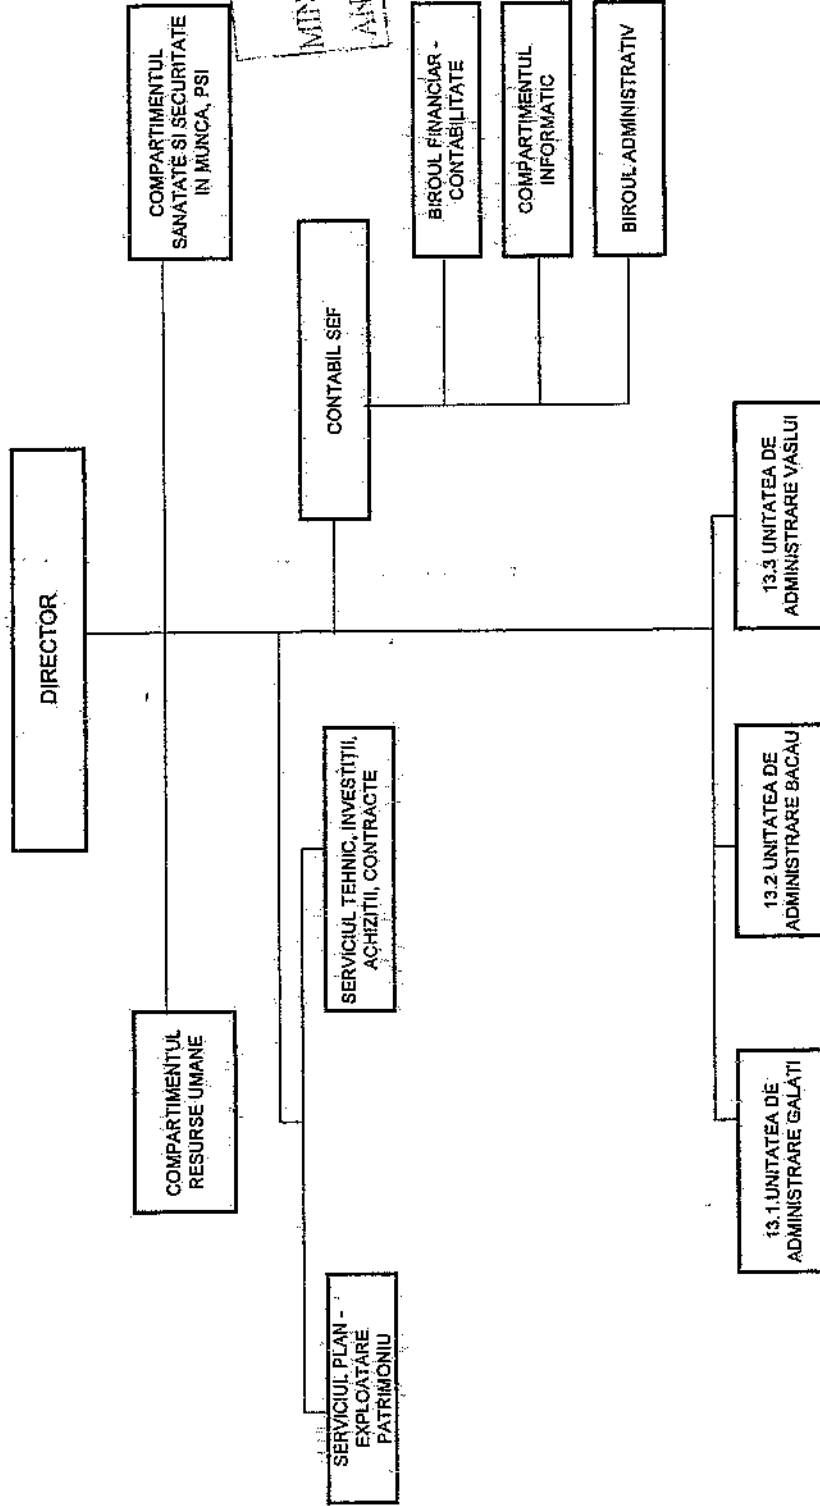 DIRECTOR
COMPARTIMENTUL
RESURSE UMANE
COMPARTIMENTUL
SANATATE SI SECURITATE
IN MUNCA, PSI
CONTABIL SEF
SERVICIUL PLAN -
EXPLOATARE
PATRIMONIU
SERVICIUL TEHNIC, INVESTIȚII,
ACHIZITII, CONTRACTE
BIROUL FINANCIAR -
CONTABILITATE
COMPARTIMENTUL
INFORMATIC
BIROUL ADMINISTRATIV
13.1.UNITATEA DE
ADMINISTRARE GALATI
13.2 UNITATEA DE
ADMINISTRARE BACĂU
13.3 UNITATEA DE
ADMINISTRARE VASLUI